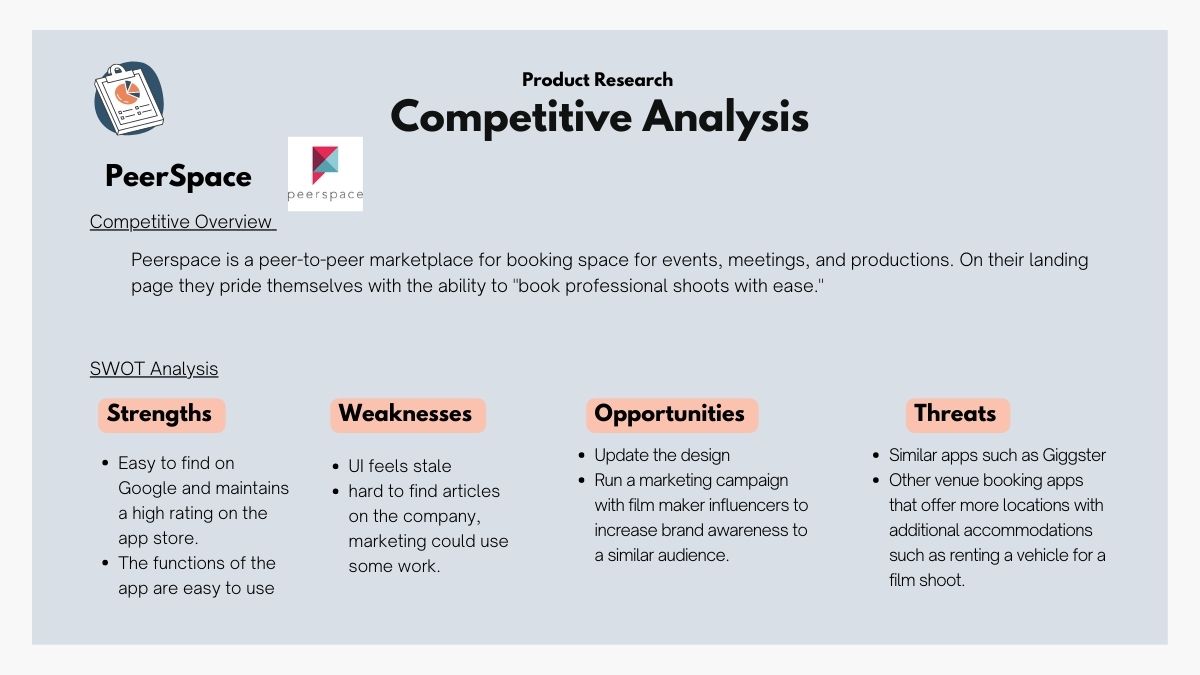 Product Research
Competitive Analysis
PeerSpace
peerspace
Competitive Overview
Peerspace is a peer-to-peer marketplace for booking space for events, meetings, and productions. On their landing
page they pride themselves with the ability to "book professional shoots with ease."
SWOT Analysis
Strengths
• Easy to find on
Google and maintains
a high rating on the
app store.
• The functions of the
app are easy to use
Weaknesses
• UI feels stale
• hard to find articles
on the company,
marketing could use
some work.
Opportunities
• Update the design
• Run a marketing campaign
with film maker influencers to
increase brand awareness to
a similar audience.
Threats
• Similar apps such as Giggster
• Other venue booking apps
that offer more locations with
additional accommodations
such as renting a vehicle for a
film shoot.